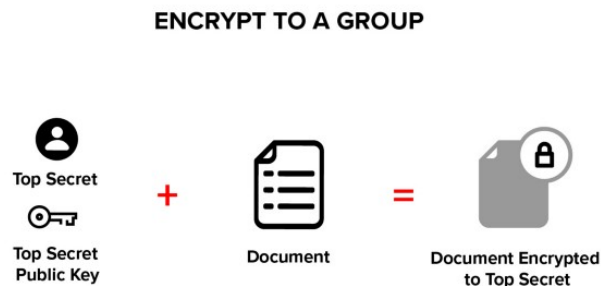 ENCRYPT TO A GROUP
Top Secret
Top Secret
Public Key
+
Document
=
Document Encrypted
to Top Secret